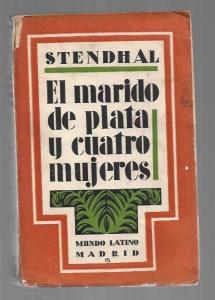 STENDHAL
El marido
de plata
y cuatro
mujeres
MUNDO LATINO
MADRID